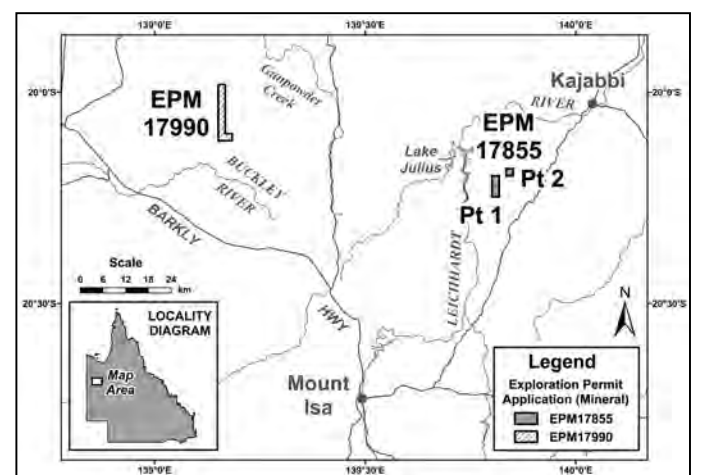 139°0'E
139°30'E
140°0'E
20°0'S
20°0'S
Gunpowder
Creek
Kajabbi
EPM
17990
RIVER
EPM
17855
Lake
Julius
Pt 2
Pt 1
BUCKLEY
RIVER
BARKLY
HWY
LEICHHARDT
Scale
0 6 12 18 24
km
20°30'S
20°30'S
LOCALITY
DIAGRAM
Map
Area
N
Mount
Isa
Legend
Exploration Permit
Application (Mineral)
EPM17855
EPM17990
139°0'E
139°30'E
140°0'E